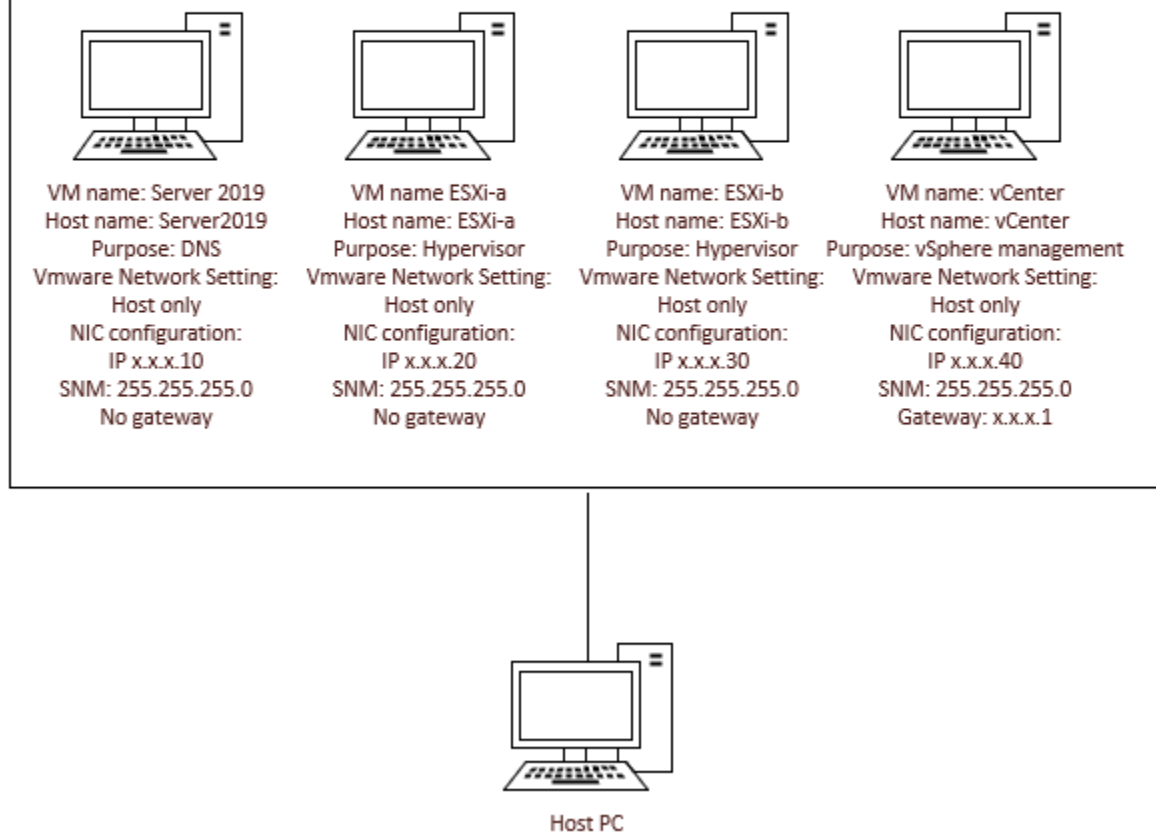 VM name: Server 2019
Host name: Server2019
Purpose: DNS
Vmware Network Setting:
Host only
NIC configuration:
IP x.x.x.10
SNM: 255.255.255.0
No gateway
VM name ESXi-a
Host name: ESXi-a
Purpose: Hypervisor
Vmware Network Setting:
Host only
NIC configuration:
IP x.x.x.20
SNM: 255.255.255.0
No gateway
VM name: ESXi-b
Host name: ESXi-b
Purpose: Hypervisor
Vmware Network Setting:
Host only
NIC configuration:
IP x.x.x.30
SNM: 255.255.255.0
No gateway
VM name: vCenter
Host name: vCenter
Purpose: vSphere management
Vmware Network Setting:
Host only
NIC configuration:
IP x.x.x.40
SNM: 255.255.255.0
Gateway: x.x.x.1
Host PC